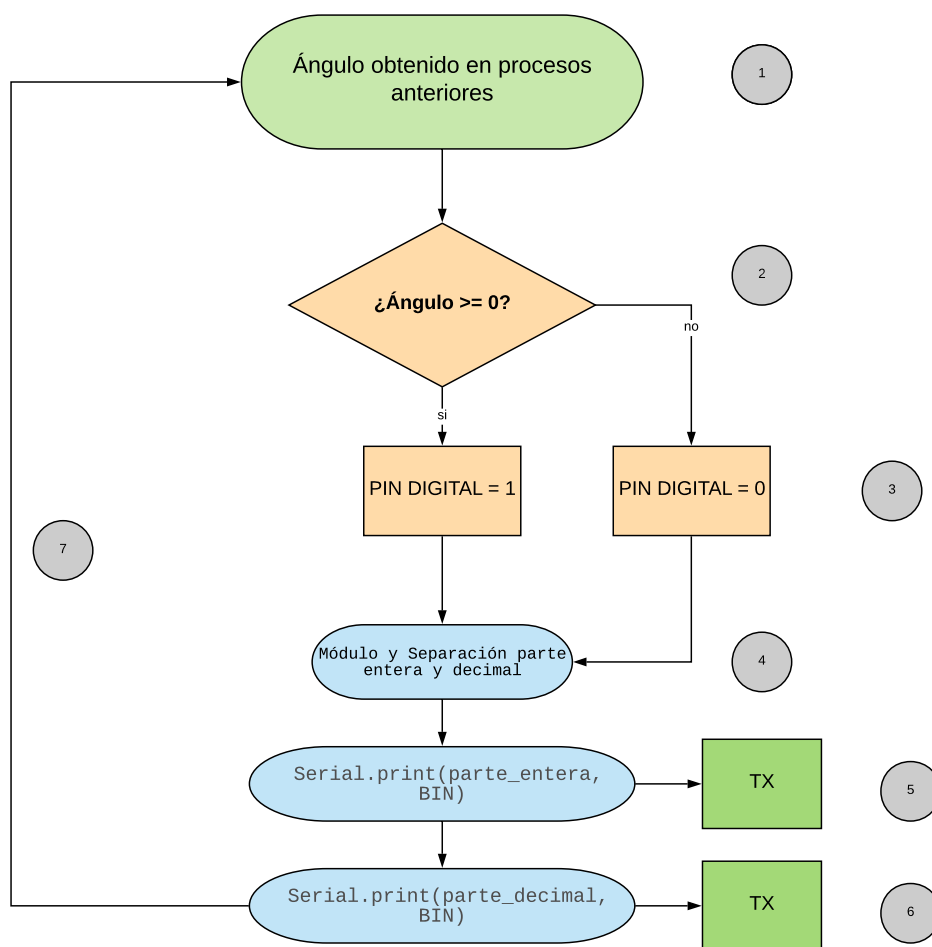 Ángulo obtenido en procesos
anteriores
1
¿Ángulo >= 0?
2
no
si
PIN DIGITAL = 1
PIN DIGITAL = 0
3
7
Módulo y Separación parte
entera y decimal
4
Serial.print(parte_entera,
BIN)
TX
5
Serial.print(parte_decimal,
BIN)
TX
6